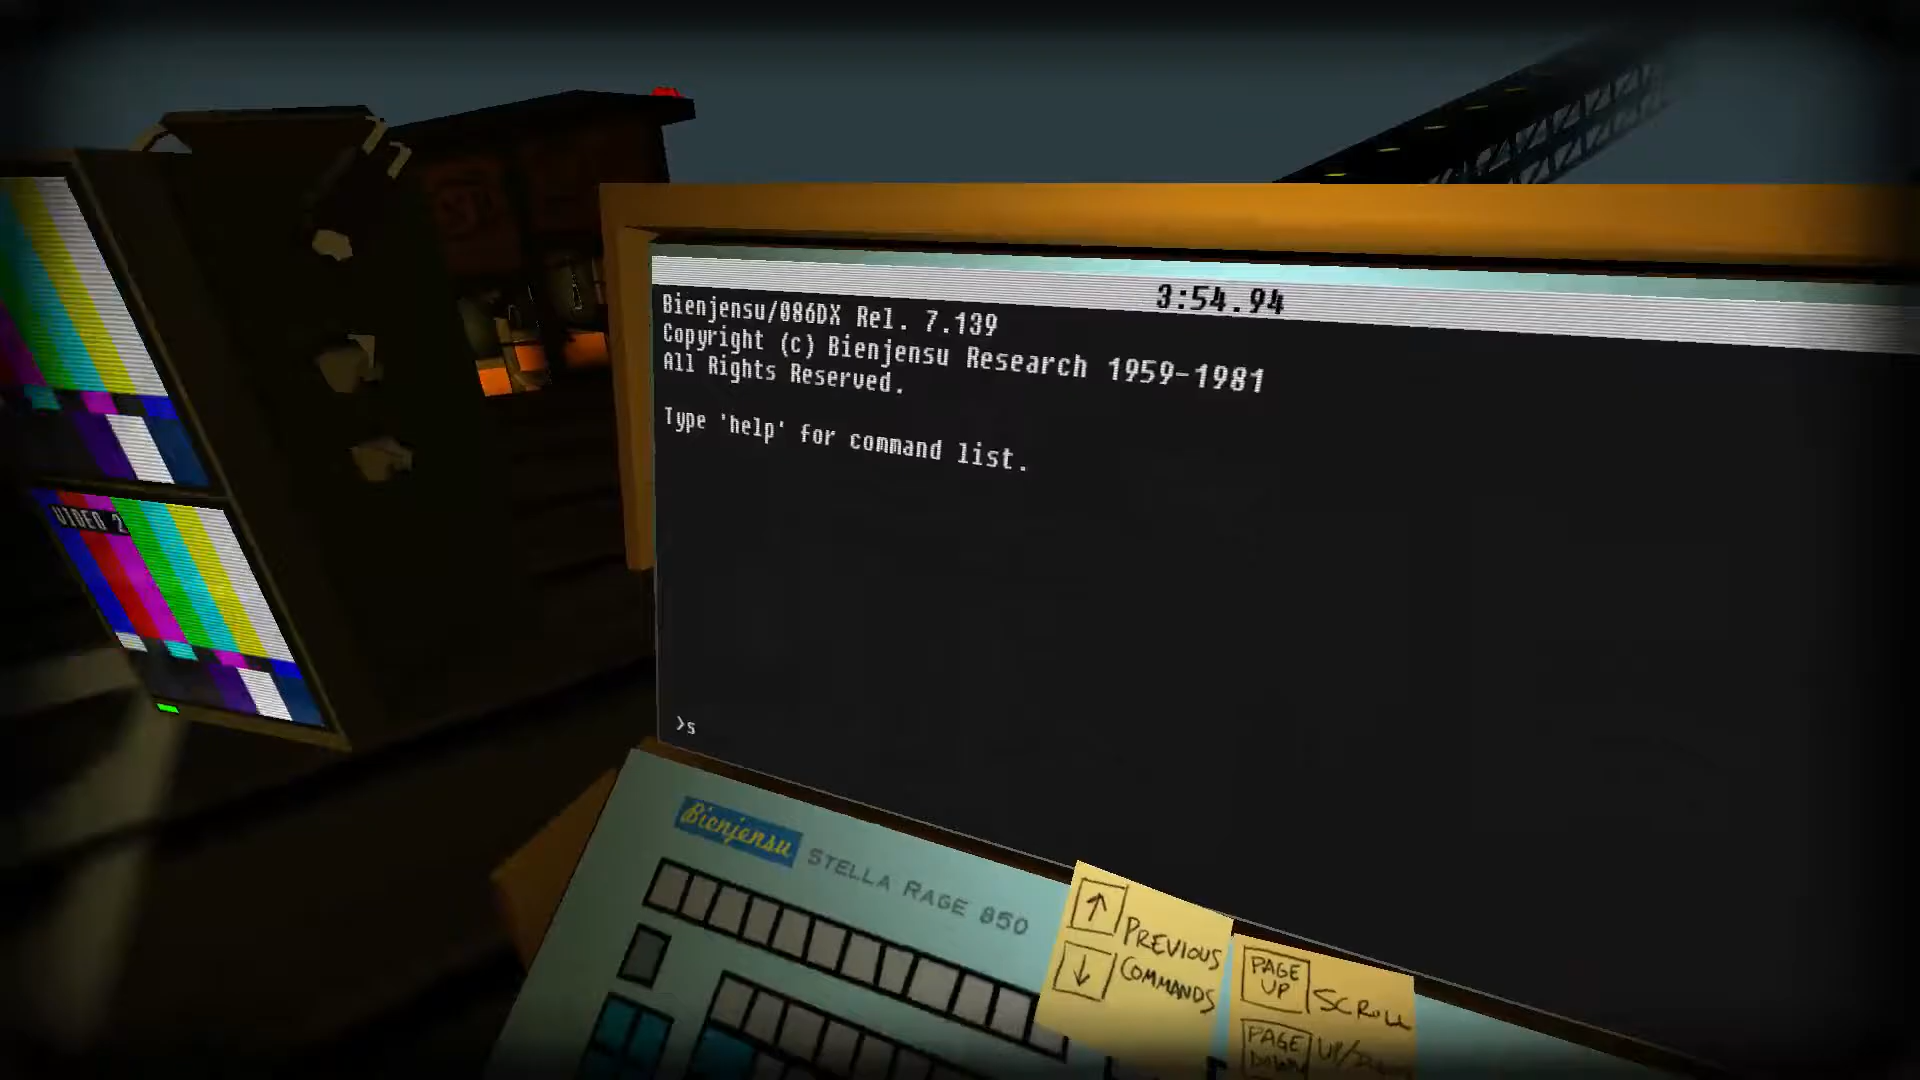 3:54.94
Bienjensu/086DX Rel. 7.139
Copyright (c) Bienjensu Research 1959-1981
All Rights Reserved.
Type 'help' for command list.
>s
VIDEO 2
Bienjensu STELLA RAGE 850
↑ PREVIOUS
↓ COMMANDS
PAGE UP SCROLL
PAGE DOWN